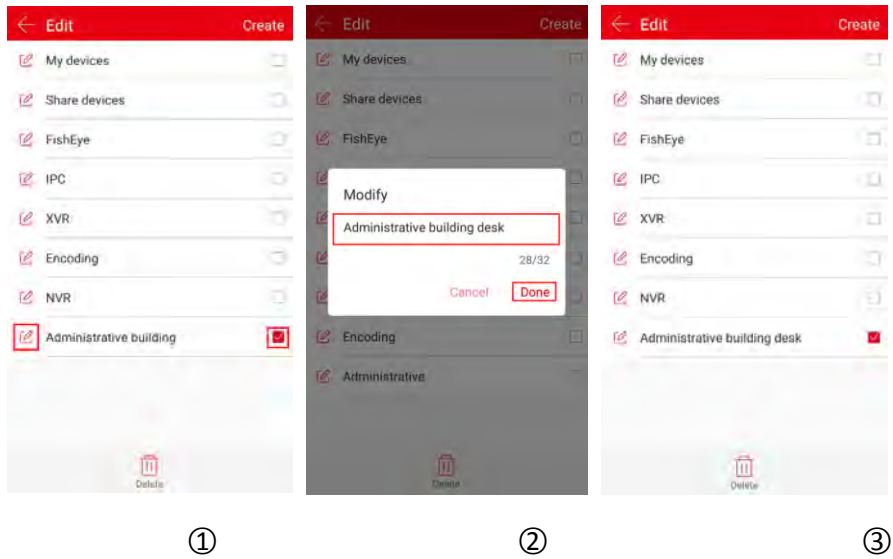 Edit Create
My devices
Share devices
FishEye
IPC
XVR
Encoding
NVR
Administrative building
Delete
①
Edit Create
My devices
Share devices
FishEye
Modify
Administrative building desk
28/32
Cancel Done
Encoding
Administrative
Delete
②
Edit Create
My devices
Share devices
FishEye
IPC
XVR
Encoding
NVR
Administrative building desk
Delete
③